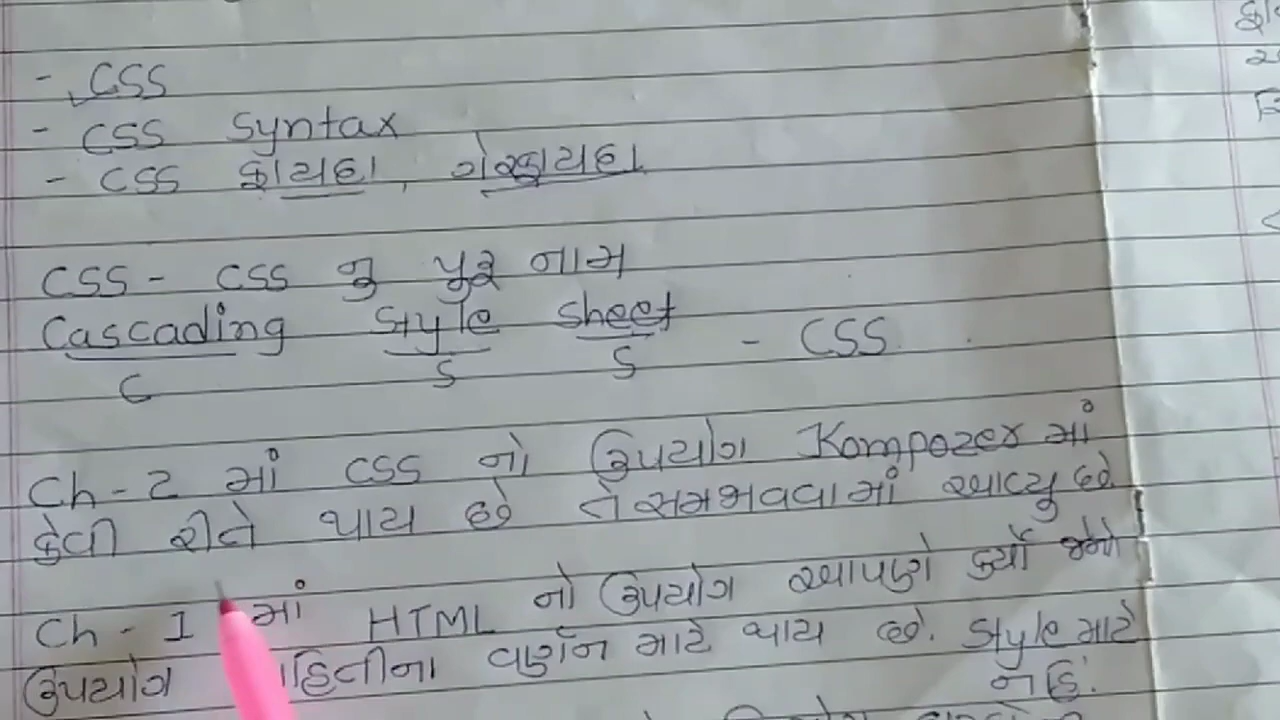 - CSS
- CSS Syntax
- CSS ફાયદા, ગેરફાયદા
CSS - CSS નુ પુરૂ નામ
Cascading Style Sheet - CSS
C S S
Ch - 2 માં CSS નો ઉપયોગ Kompozer માં
કેવી રીતે થાય છે તે સમજાવવામાં આવ્યુ છે
Ch - 1 માં HTML નો ઉપયોગ આપણે કર્યો જેનો
ઉપયોગ માહિતીના વર્ણન માટે થાય છે. Style માટે
નહિ.